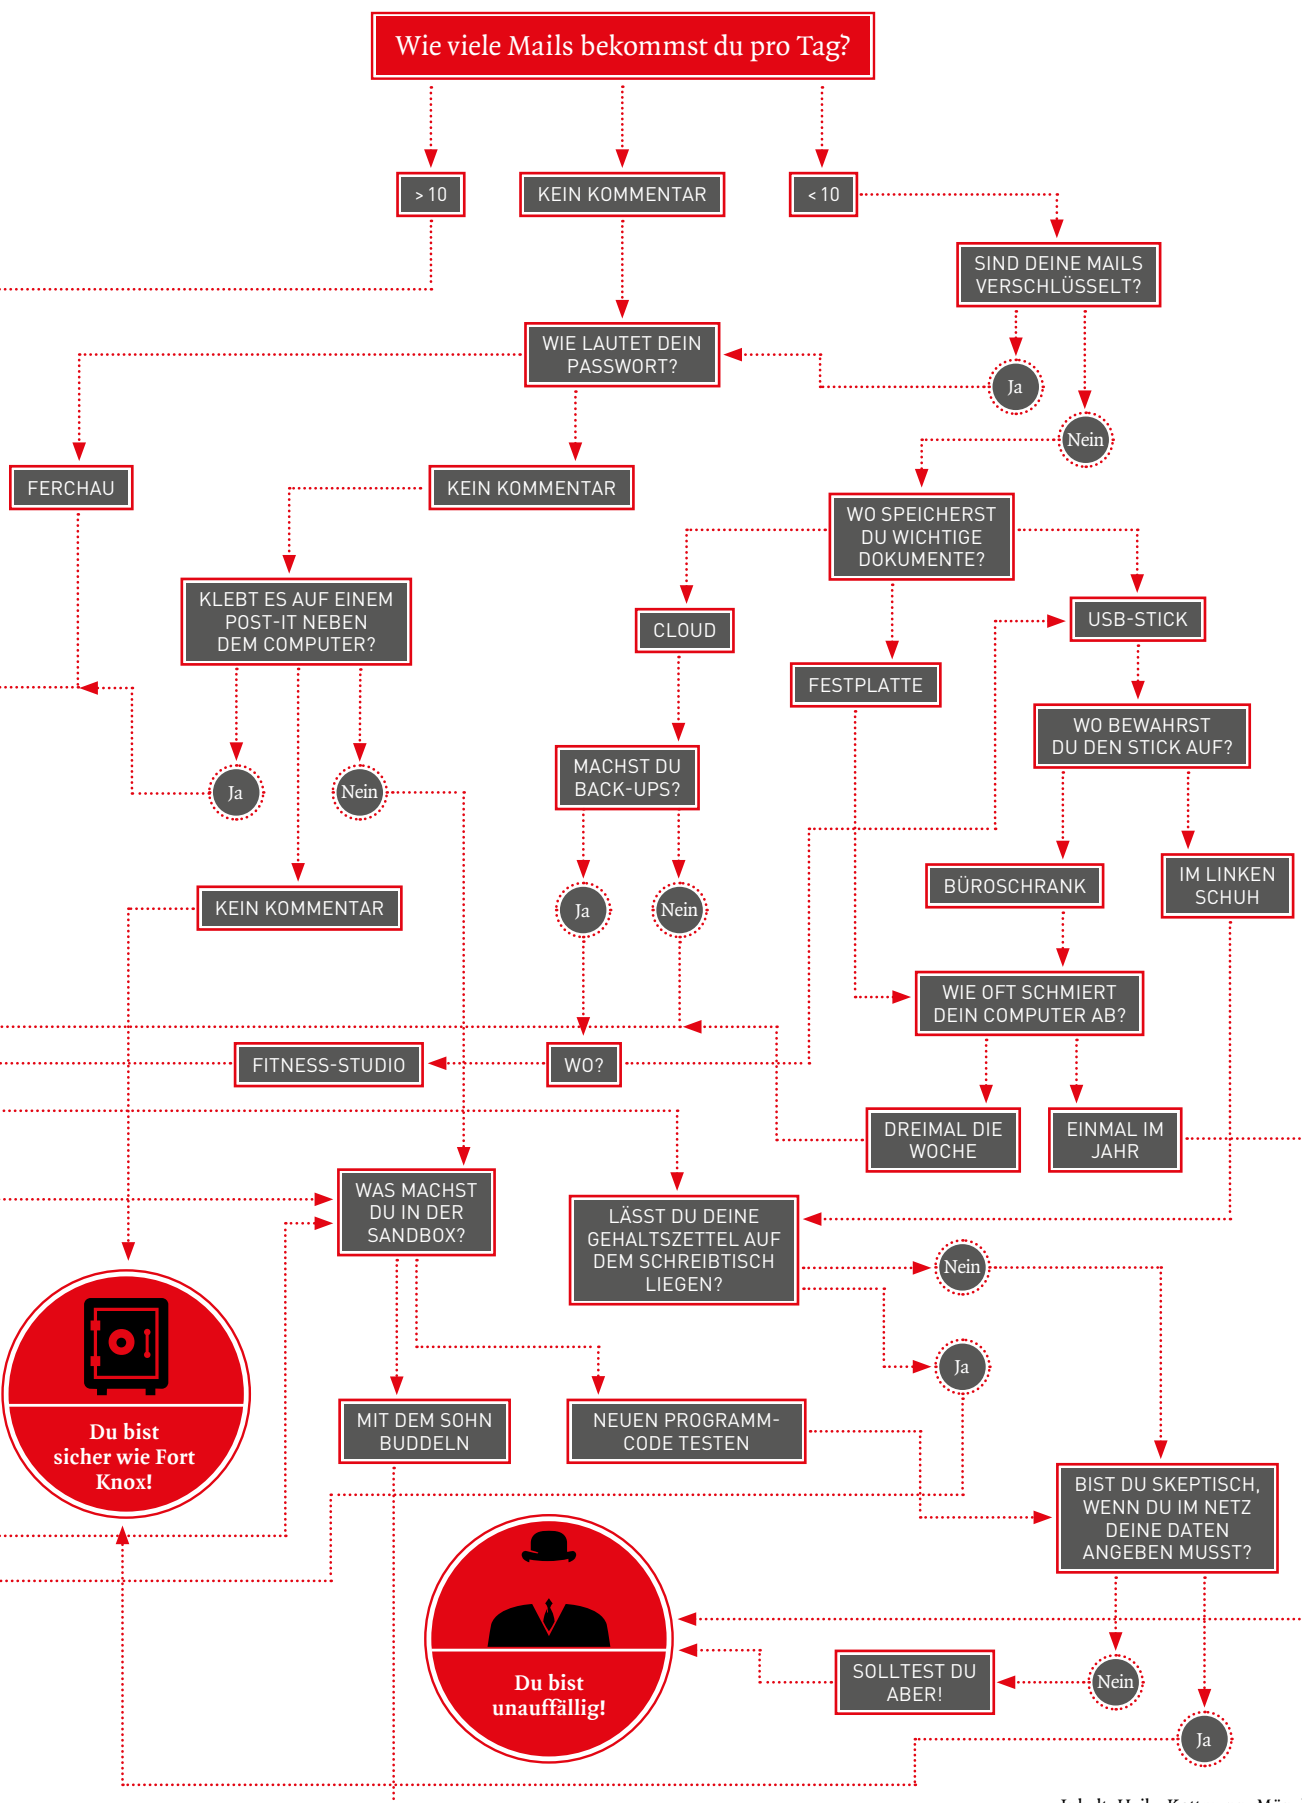 Wie viele Mails bekommst du pro Tag?
> 10
KEIN KOMMENTAR
< 10
SIND DEINE MAILS
VERSCHLÜSSELT?
WIE LAUTET DEIN
PASSWORT?
Ja
Nein
FERCHAU
KEIN KOMMENTAR
WO SPEICHERST
DU WICHTIGE
DOKUMENTE?
KLEBT ES AUF EINEM
POST-IT NEBEN
DEM COMPUTER?
CLOUD
USB-STICK
FESTPLATTE
WO BEWAHRST
DU DEN STICK AUF?
MACHST DU
BACK-UPS?
Ja
Nein
BÜROSCHRANK
IM LINKEN
SCHUH
KEIN KOMMENTAR
Ja
Nein
WIE OFT SCHMIERT
DEIN COMPUTER AB?
FITNESS-STUDIO
WO?
DREIMAL DIE
WOCHE
EINMAL IM
JAHR
WAS MACHST
DU IN DER
SANDBOX?
LÄSST DU DEINE
GEHALTSZETTEL AUF
DEM SCHREIBTISCH
LIEGEN?
Nein
Ja
Du bist
sicher wie Fort
Knox!
MIT DEM SOHN
BUDDELN
NEUEN PROGRAMM-
CODE TESTEN
BIST DU SKEPTISCH,
WENN DU IM NETZ
DEINE DATEN
ANGEBEN MUSST?
Du bist
unauffällig!
SOLLTEST DU
ABER!
Nein
Ja